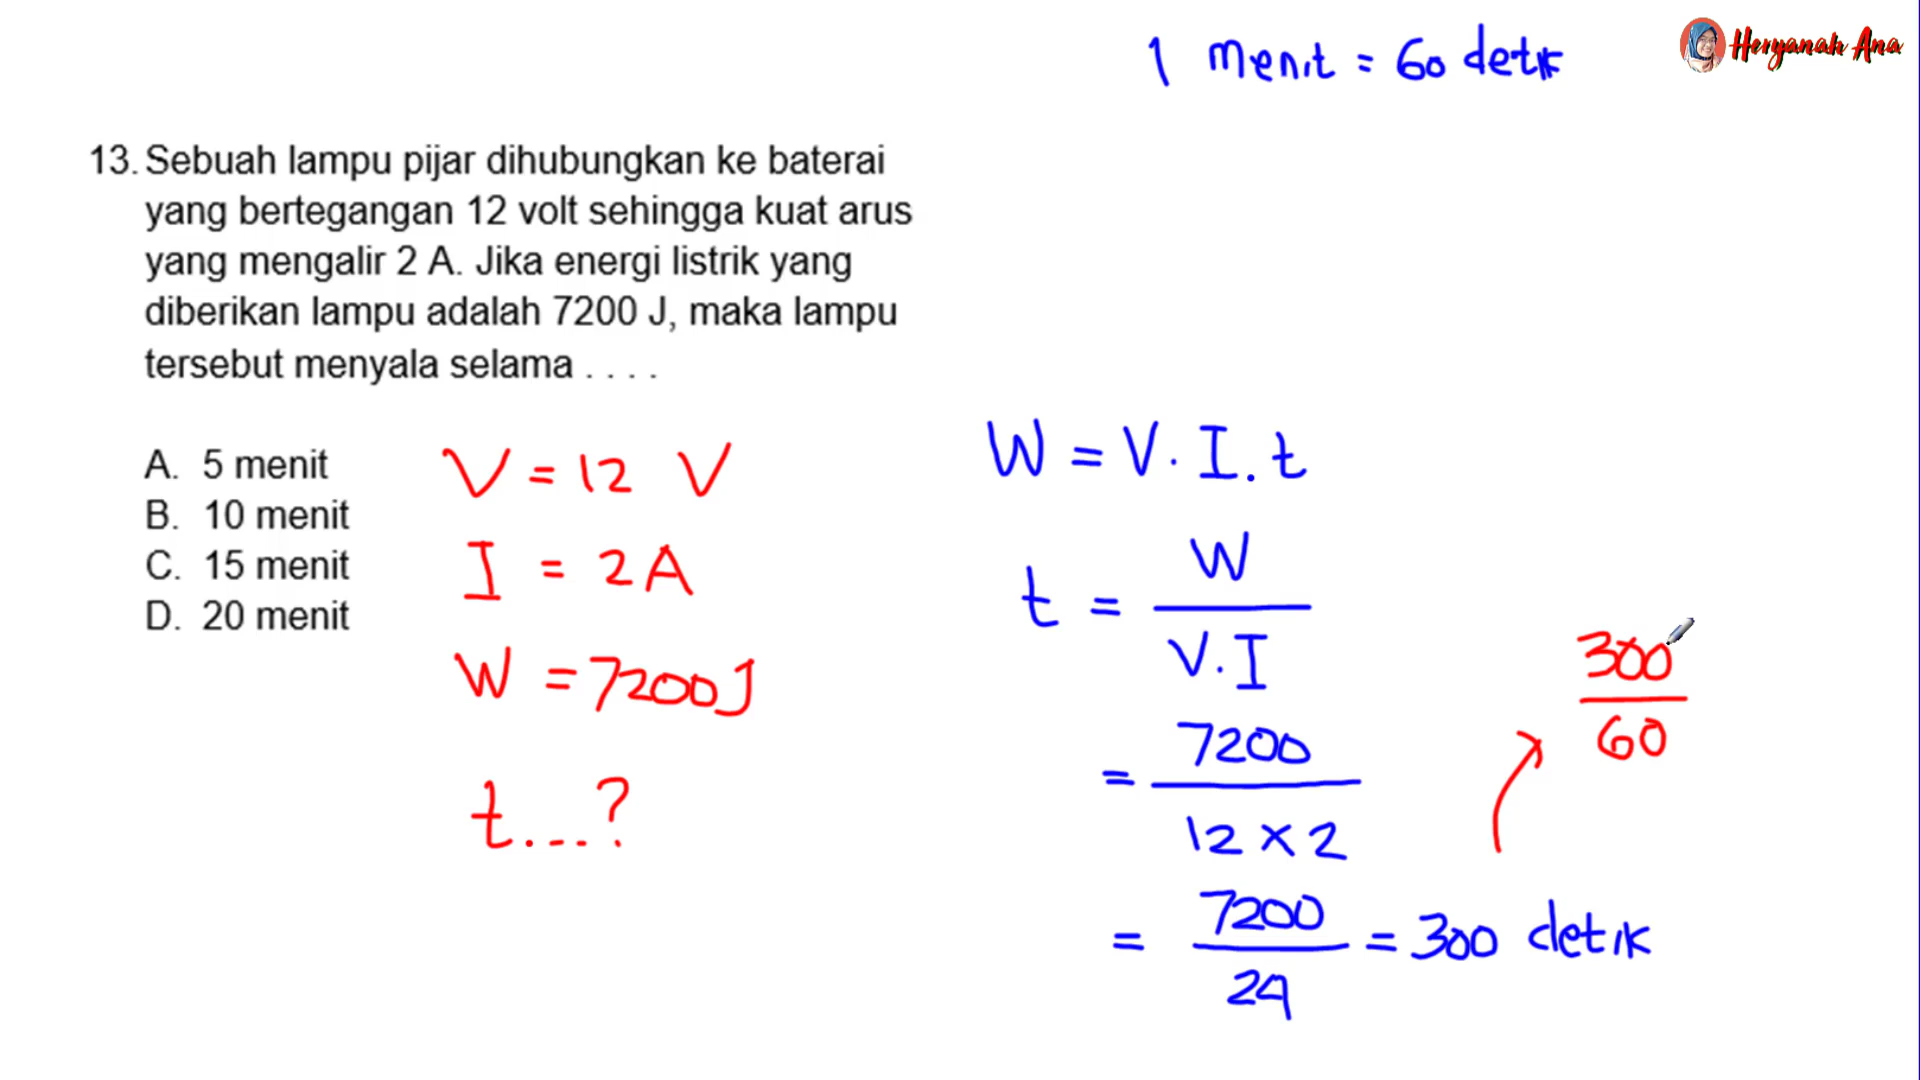 1 menit = 60 detik
Heryanah Ana
13. Sebuah lampu pijar dihubungkan ke baterai
yang bertegangan 12 volt sehingga kuat arus
yang mengalir 2 A. Jika energi listrik yang
diberikan lampu adalah 7200 J, maka lampu
tersebut menyala selama . . . .
A. 5 menit
B. 10 menit
C. 15 menit
D. 20 menit
V = 12 V
I = 2 A
W = 7200 J
t...?
W = V . I . t
t = W
V . I
= 7200
12 x 2
= 7200
24
= 300 detik
300
60